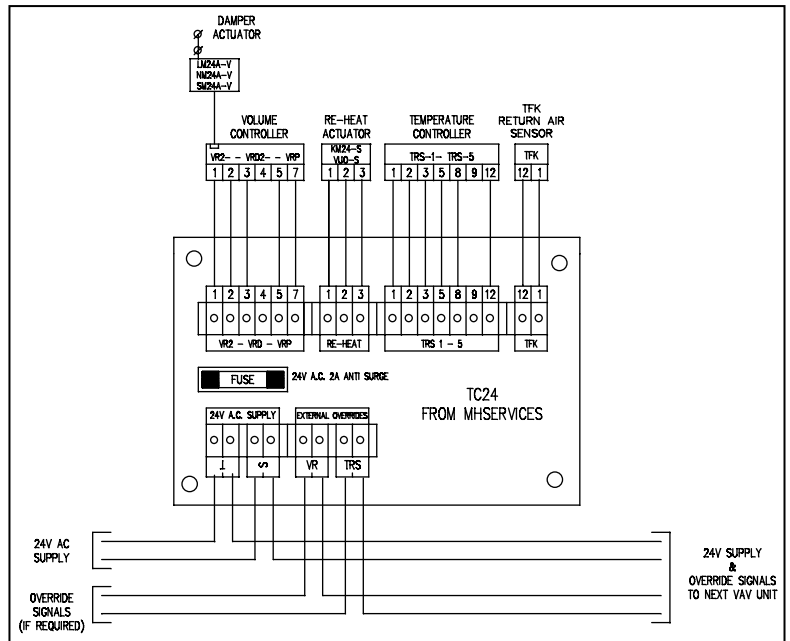 DAMPER
ACTUATOR
LM24A-V
NM24A-V
SM24A-V
VOLUME
CONTROLLER
RE-HEAT
ACTUATOR
TEMPERATURE
CONTROLLER
TFK
RETURN AIR
SENSOR
VR2- - VRD2- - VRP
KM24-S
VUO-S
TRS-1- TRS-5
TFK
1 2 3 4 5 7
1 2 3
1 2 3 5 8 9 12
12 1
1 2 3 4 5 7
1 2 3
1 2 3 5 8 9 12
12 1
VR2 - VRD - VRP
RE-HEAT
TRS 1 - 5
TFK
FUSE
24V A.C. 2A ANTI SURGE
TC24
FROM MHSERVICES
24V A.C. SUPPLY
EXTERNAL OVERRIDES
⊥
S
VR
TRS
24V AC
SUPPLY
OVERRIDE
SIGNALS
(IF REQUIRED)
24V SUPPLY
&
OVERRIDE SIGNALS
TO NEXT VAV UNIT